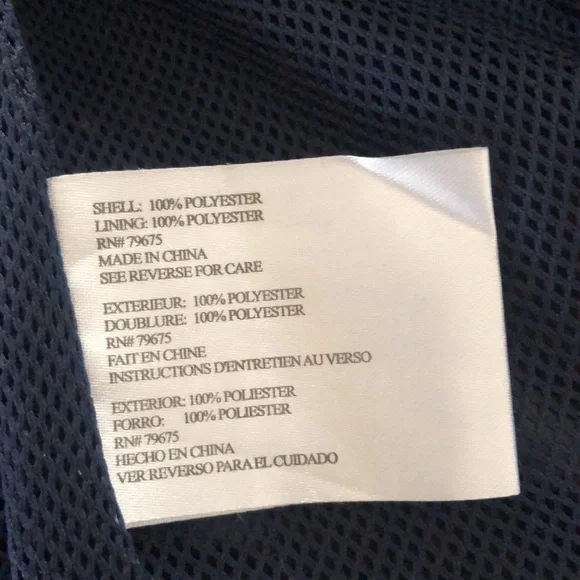 SHELL: 100% POLYESTER
LINING: 100% POLYESTER
RN# 79675
MADE IN CHINA
SEE REVERSE FOR CARE
EXTERIEUR: 100% POLYESTER
DOUBLURE: 100% POLYESTER
RN# 79675
FAIT EN CHINE
INSTRUCTIONS D'ENTRETIEN AU VERSO
EXTERIOR: 100% POLIESTER
FORRO: 100% POLIESTER
RN# 79675
HECHO EN CHINA
VER REVERSO PARA EL CUIDADO